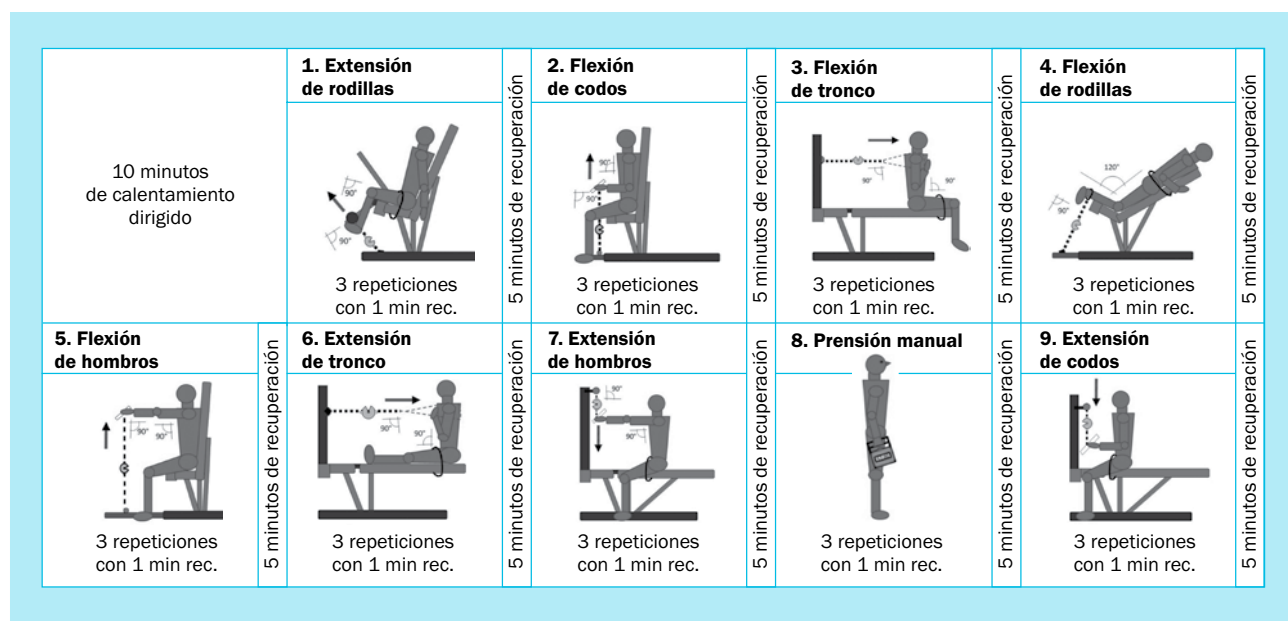 10 minutos
de calentamiento
dirigido
1. Extensión
de rodillas
90°
90°
3 repeticiones
con 1 min rec.
5 minutos de recuperación
2. Flexión
de codos
90°
90°
3 repeticiones
con 1 min rec.
5 minutos de recuperación
3. Flexión
de tronco
90°
90°
3 repeticiones
con 1 min rec.
5 minutos de recuperación
4. Flexión
de rodillas
120°
90°
3 repeticiones
con 1 min rec.
5 minutos de recuperación
5. Flexión
de hombros
90°
90°
3 repeticiones
con 1 min rec.
5 minutos de recuperación
6. Extensión
de tronco
90°
90°
3 repeticiones
con 1 min rec.
5 minutos de recuperación
7. Extensión
de hombros
90°
90°
3 repeticiones
con 1 min rec.
5 minutos de recuperación
8. Prensión manual
3 repeticiones
con 1 min rec.
5 minutos de recuperación
9. Extensión
de codos
3 repeticiones
con 1 min rec.
5 minutos de recuperación